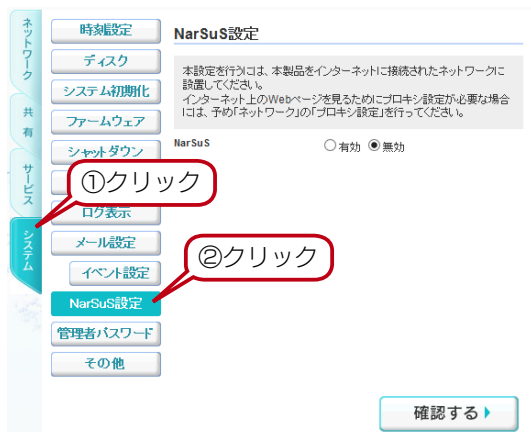 ネットワーク
共有
サービス
システム
時刻設定
ディスク
システム初期化
ファームウェア
シャットダウン
ログ表示
メール設定
イベント設定
NarSuS設定
管理者パスワード
その他
①クリック
②クリック
NarSuS設定
本設定を行うには、本製品をインターネットに接続されたネットワークに
設置してください。
インターネット上のWebページを見るためにプロキシ設定が必要な場合
には、予め「ネットワーク」の「プロキシ設定」を行ってください。
NarSuS 有効 無効
確認する